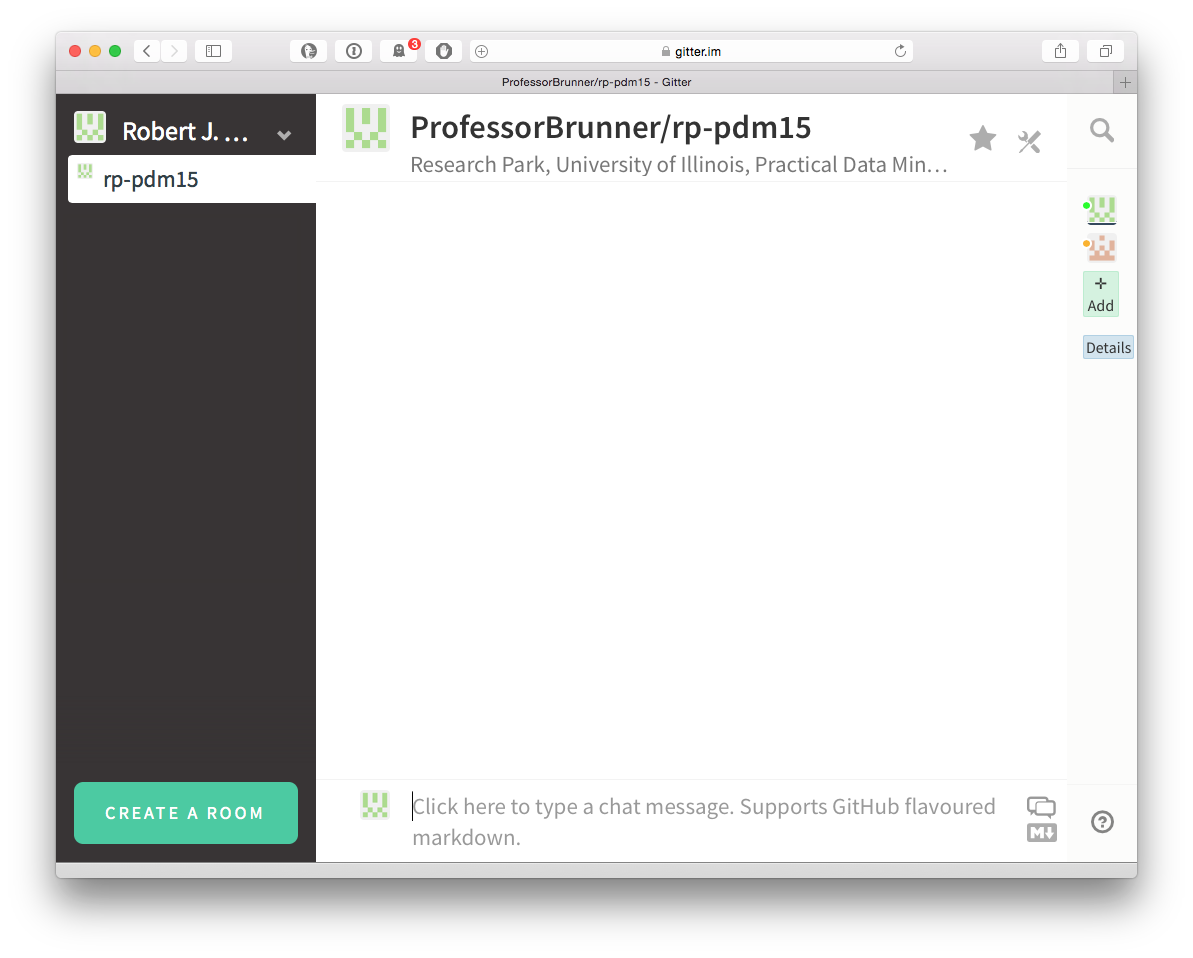 3
gitter.im
ProfessorBrunner/rp-pdm15 - Gitter
Robert J. ...
rp-pdm15
ProfessorBrunner/rp-pdm15
Research Park, University of Illinois, Practical Data Min...
Add
Details
CREATE A ROOM
Click here to type a chat message. Supports GitHub flavoured
markdown.
M
?